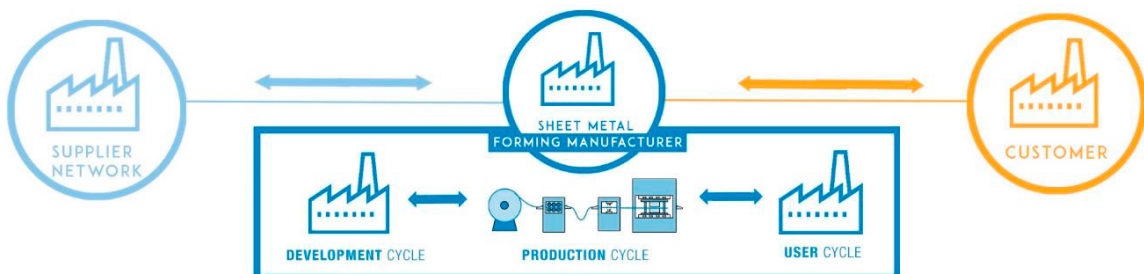 SUPPLIER
NETWORK
SHEET METAL
FORMING MANUFACTURER
CUSTOMER
DEVELOPMENT CYCLE
PRODUCTION CYCLE
USER CYCLE